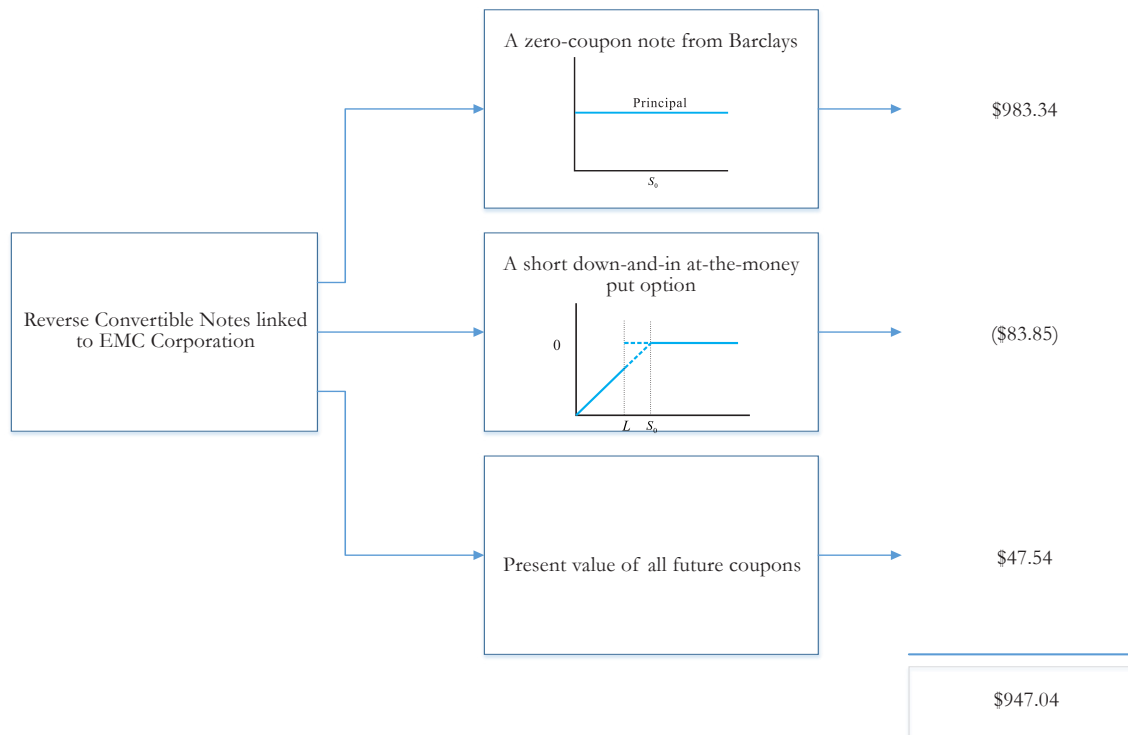 A zero-coupon note from Barclays
Principal
S₀
$983.34
Reverse Convertible Notes linked
to EMC Corporation
A short down-and-in at-the-money
put option
0
L S₀
($83.85)
Present value of all future coupons
$47.54
$947.04